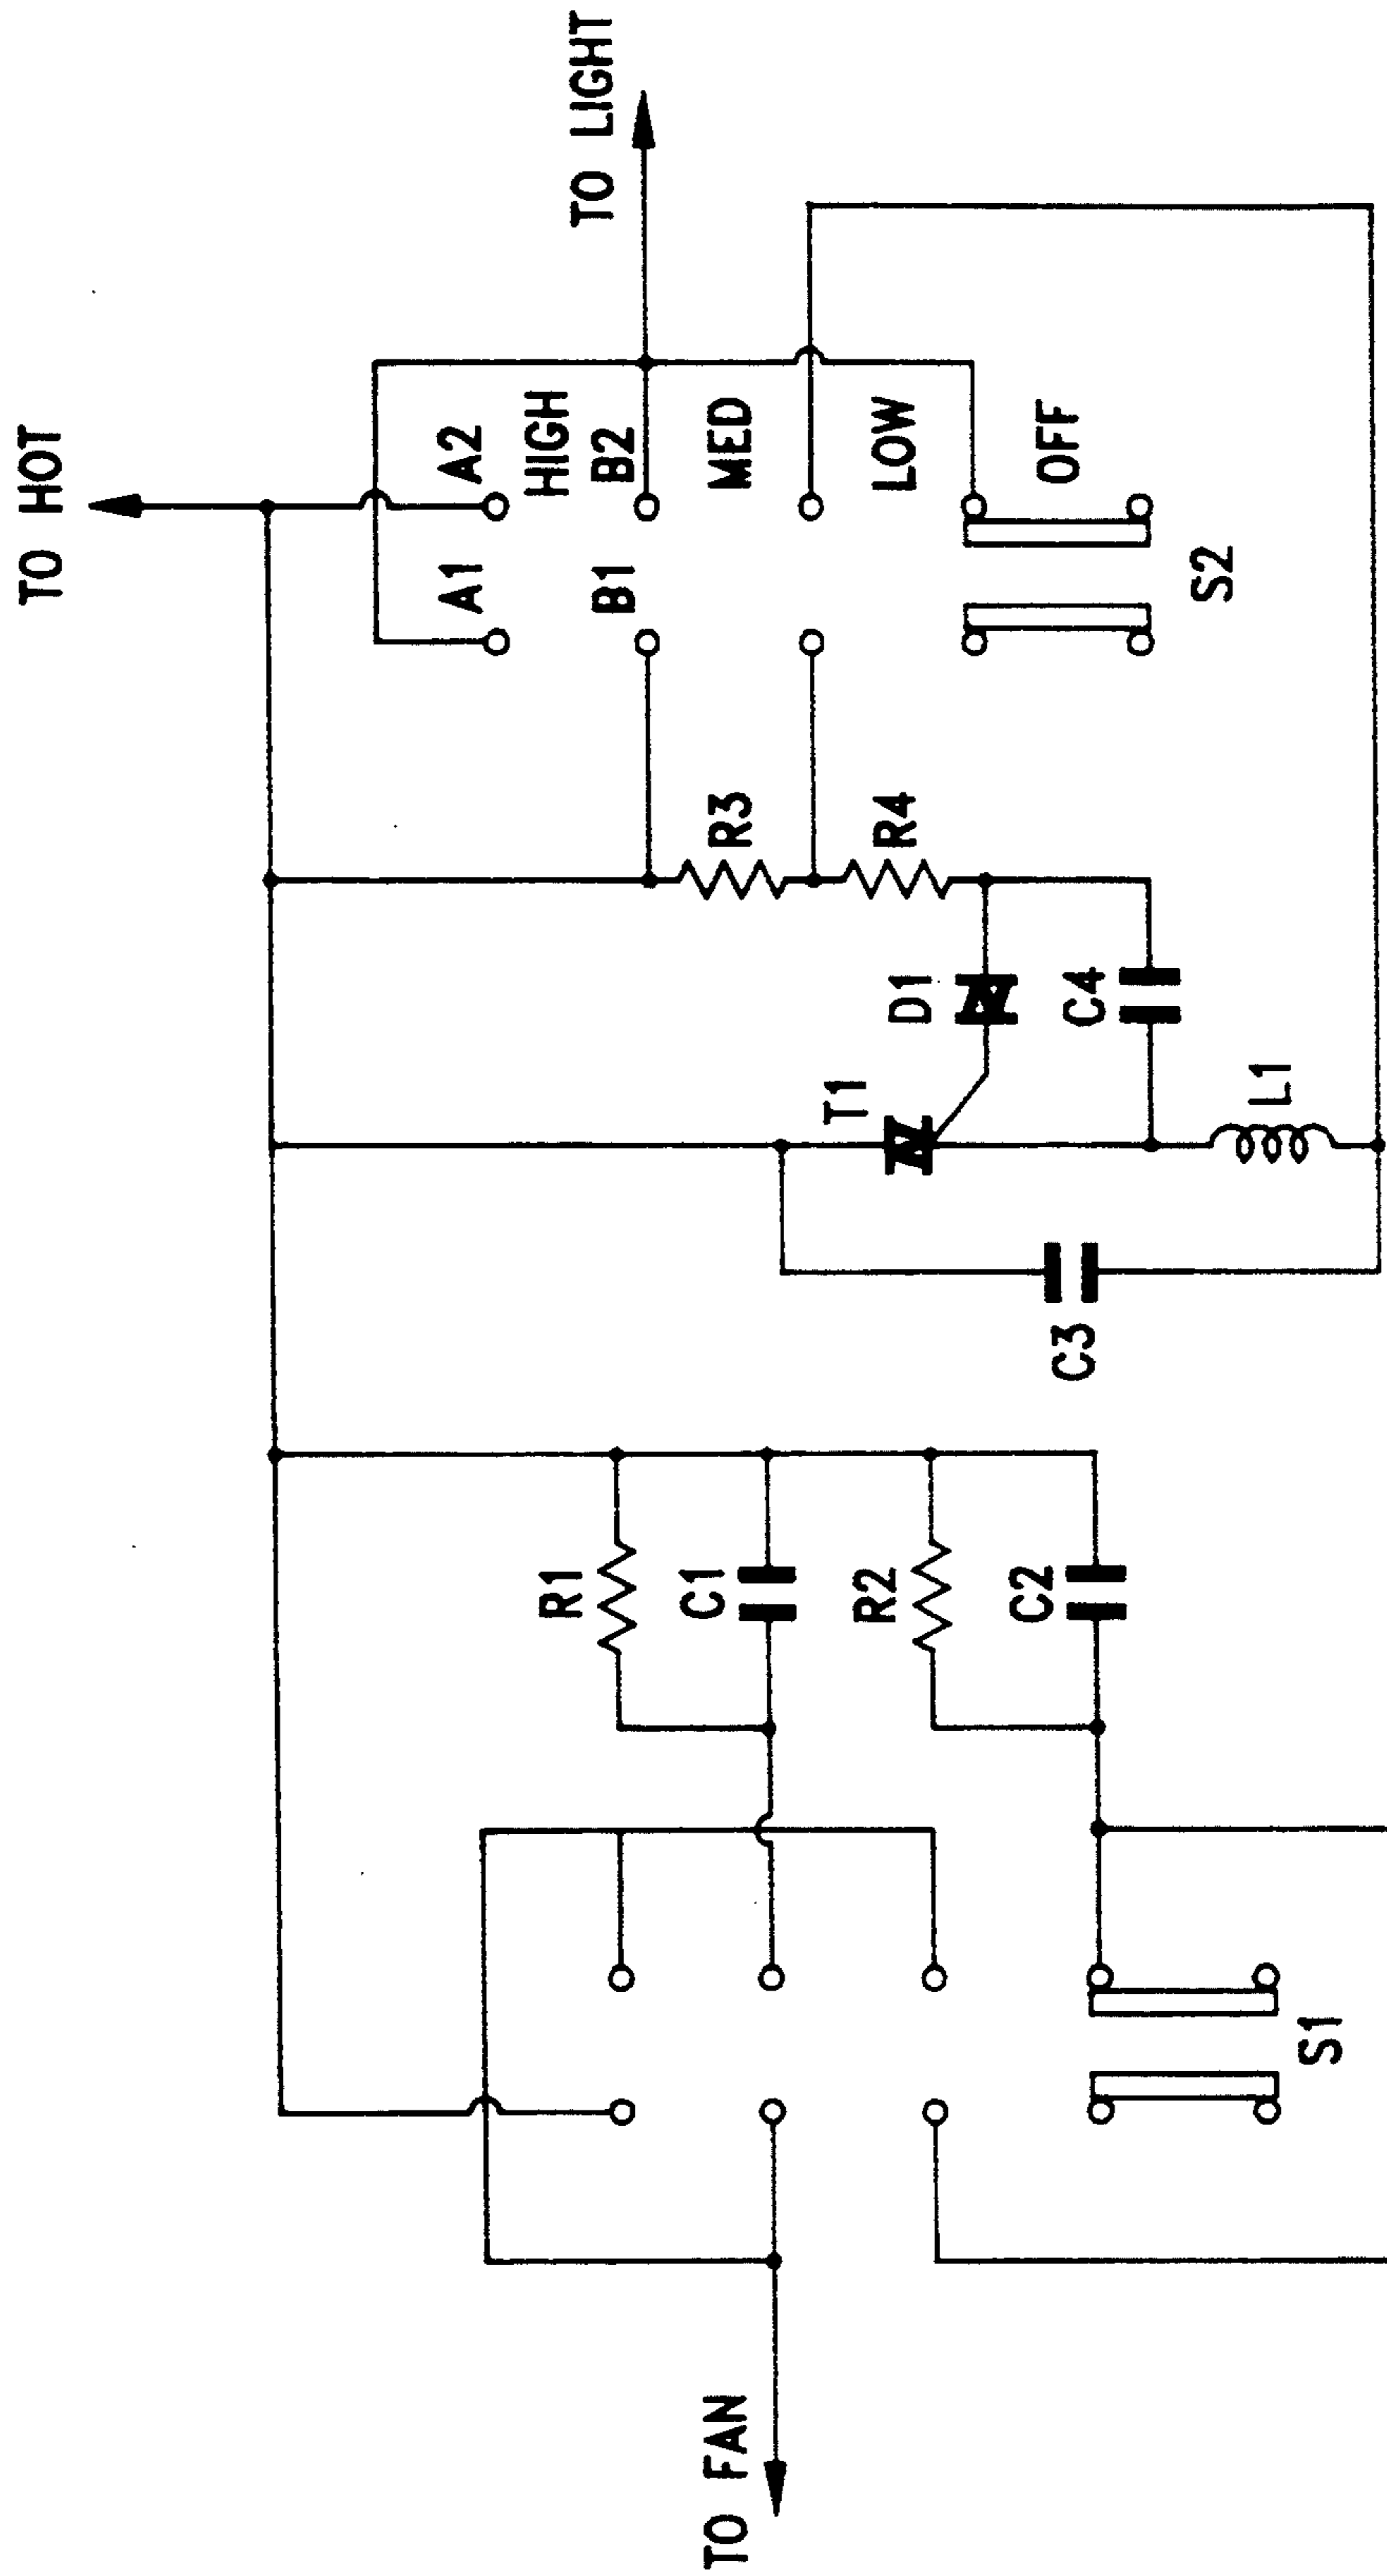 TO HOT
TO LIGHT
A1
A2
HIGH
B1
B2
MED
LOW
OFF
S2
R3
R4
D1
C4
T1
L1
C3
R1
C1
R2
C2
S1
TO FAN